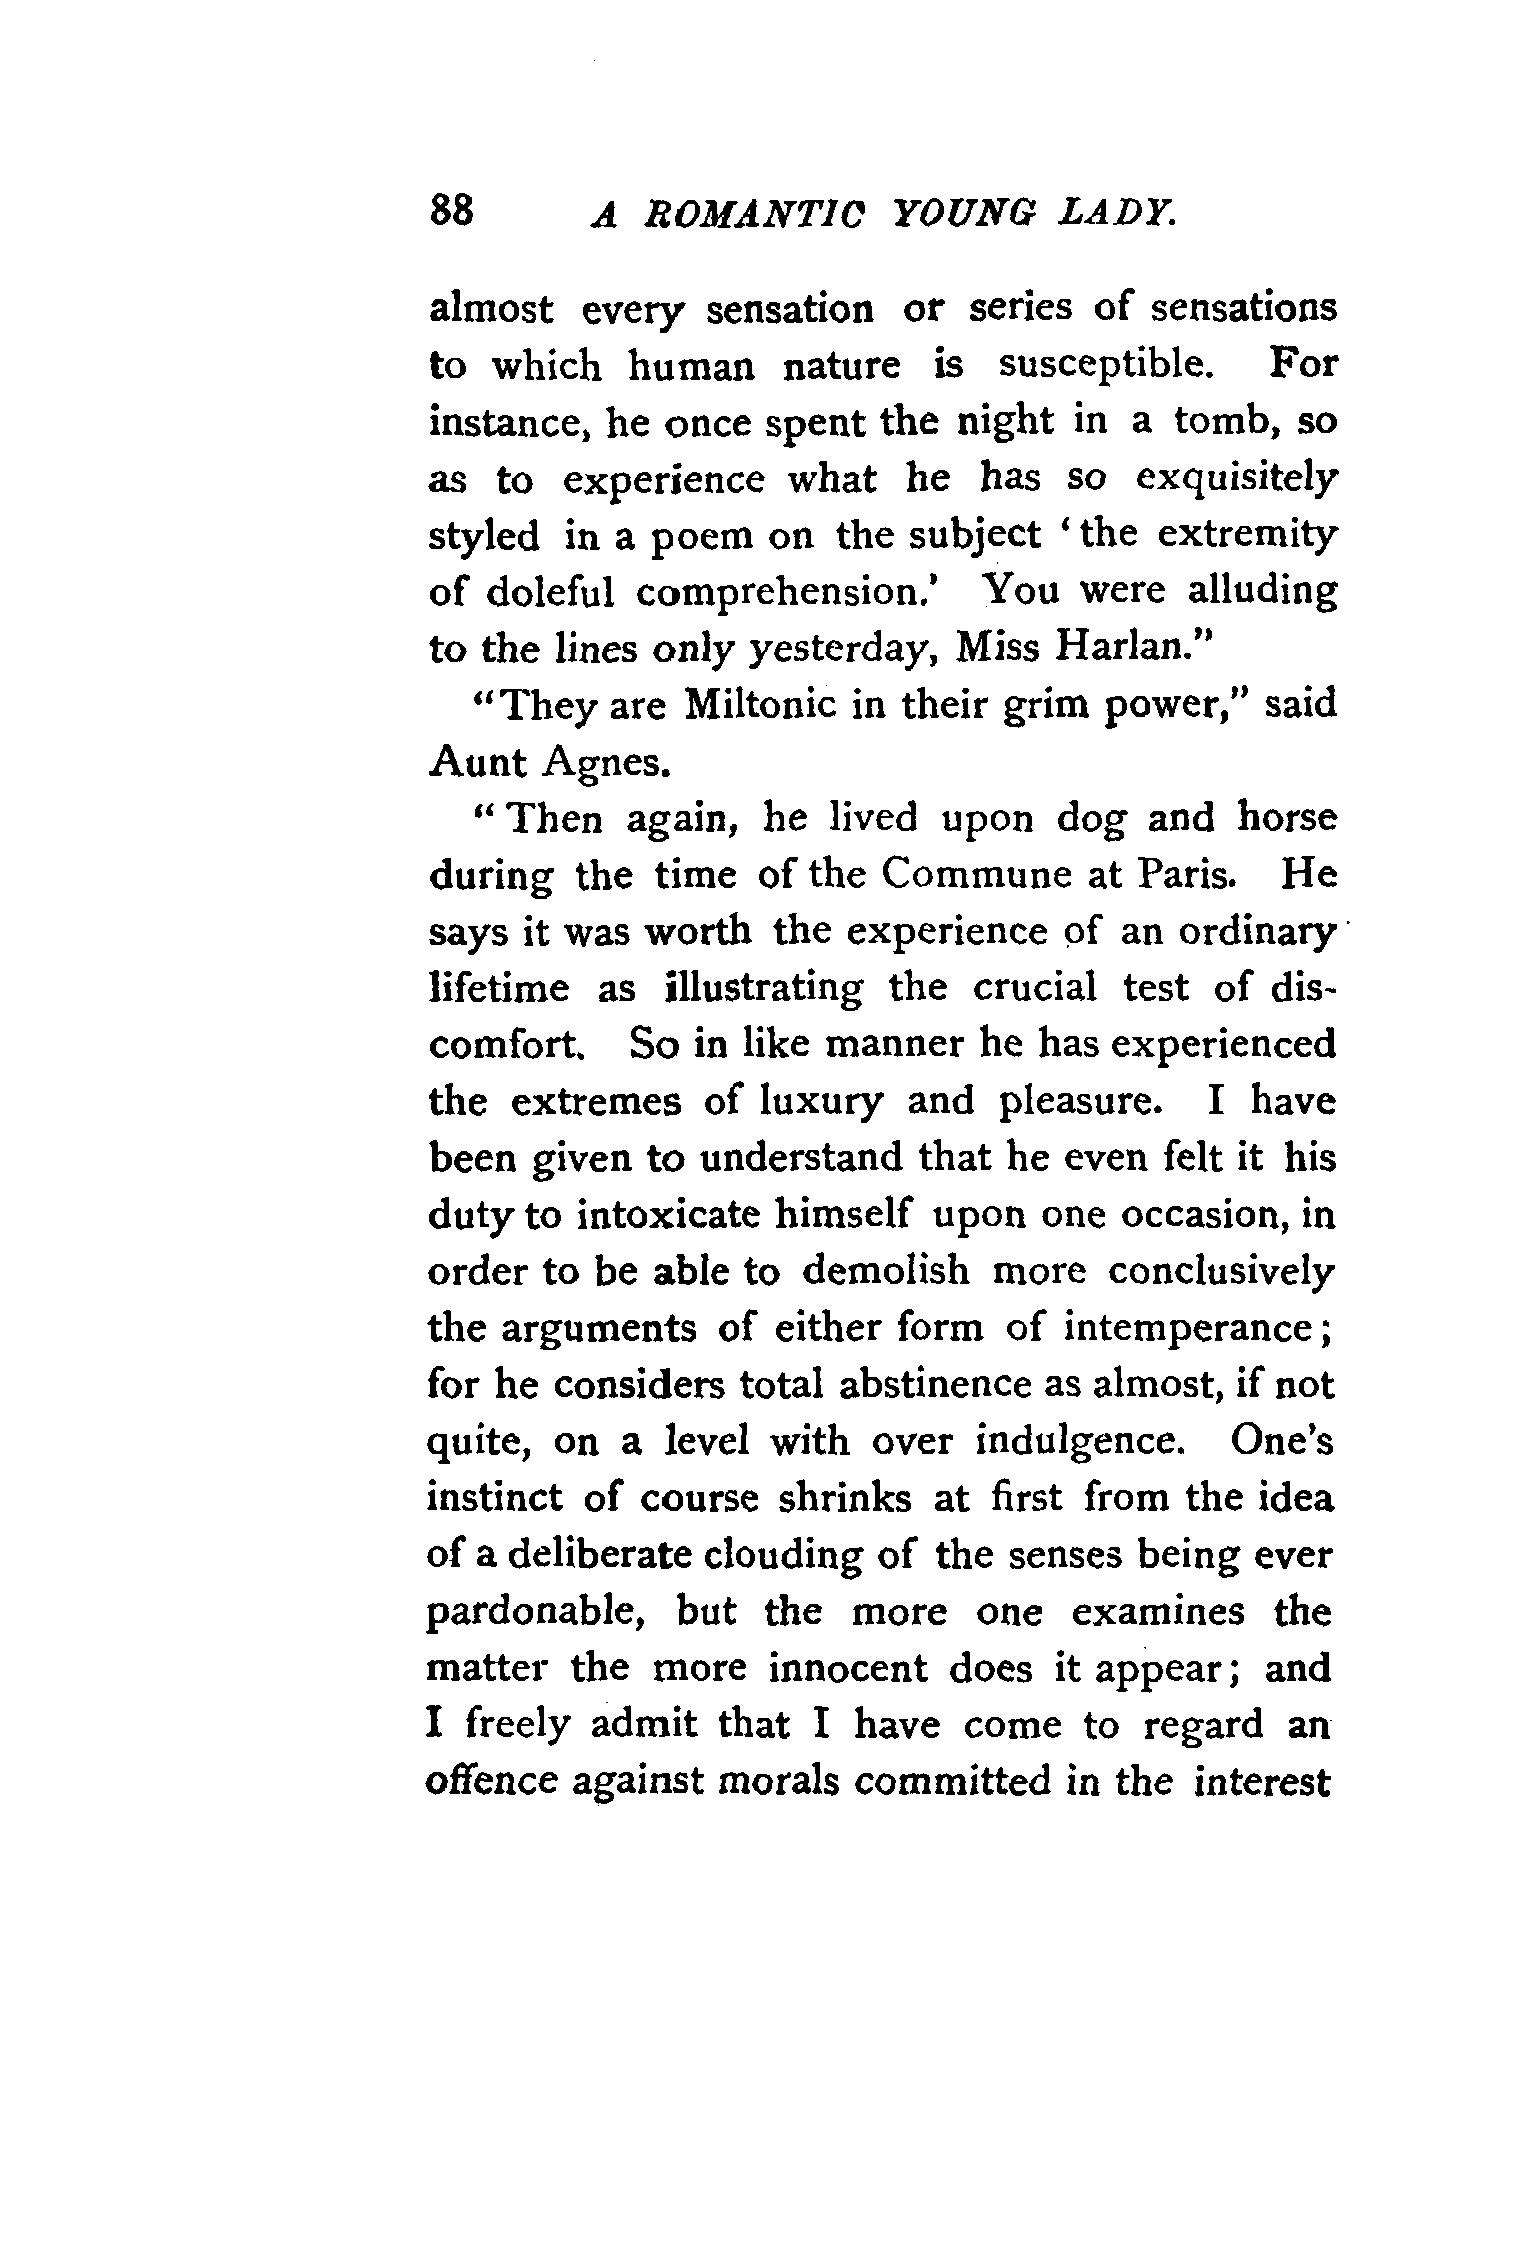 88 A ROMANTIC YOUNG LADY.
almost every sensation or series of sensations
to which human nature is susceptible. For
instance, he once spent the night in a tomb, so
as to experience what he has so exquisitely
styled in a poem on the subject ‘the extremity
of doleful comprehension.’ You were alluding
to the lines only yesterday, Miss Harlan.”
“They are Miltonic in their grim power,” said
Aunt Agnes.
“Then again, he lived upon dog and horse
during the time of the Commune at Paris. He
says it was worth the experience of an ordinary
lifetime as illustrating the crucial test of dis-
comfort. So in like manner he has experienced
the extremes of luxury and pleasure. I have
been given to understand that he even felt it his
duty to intoxicate himself upon one occasion, in
order to be able to demolish more conclusively
the arguments of either form of intemperance;
for he considers total abstinence as almost, if not
quite, on a level with over indulgence. One’s
instinct of course shrinks at first from the idea
of a deliberate clouding of the senses being ever
pardonable, but the more one examines the
matter the more innocent does it appear; and
I freely admit that I have come to regard an
offence against morals committed in the interest